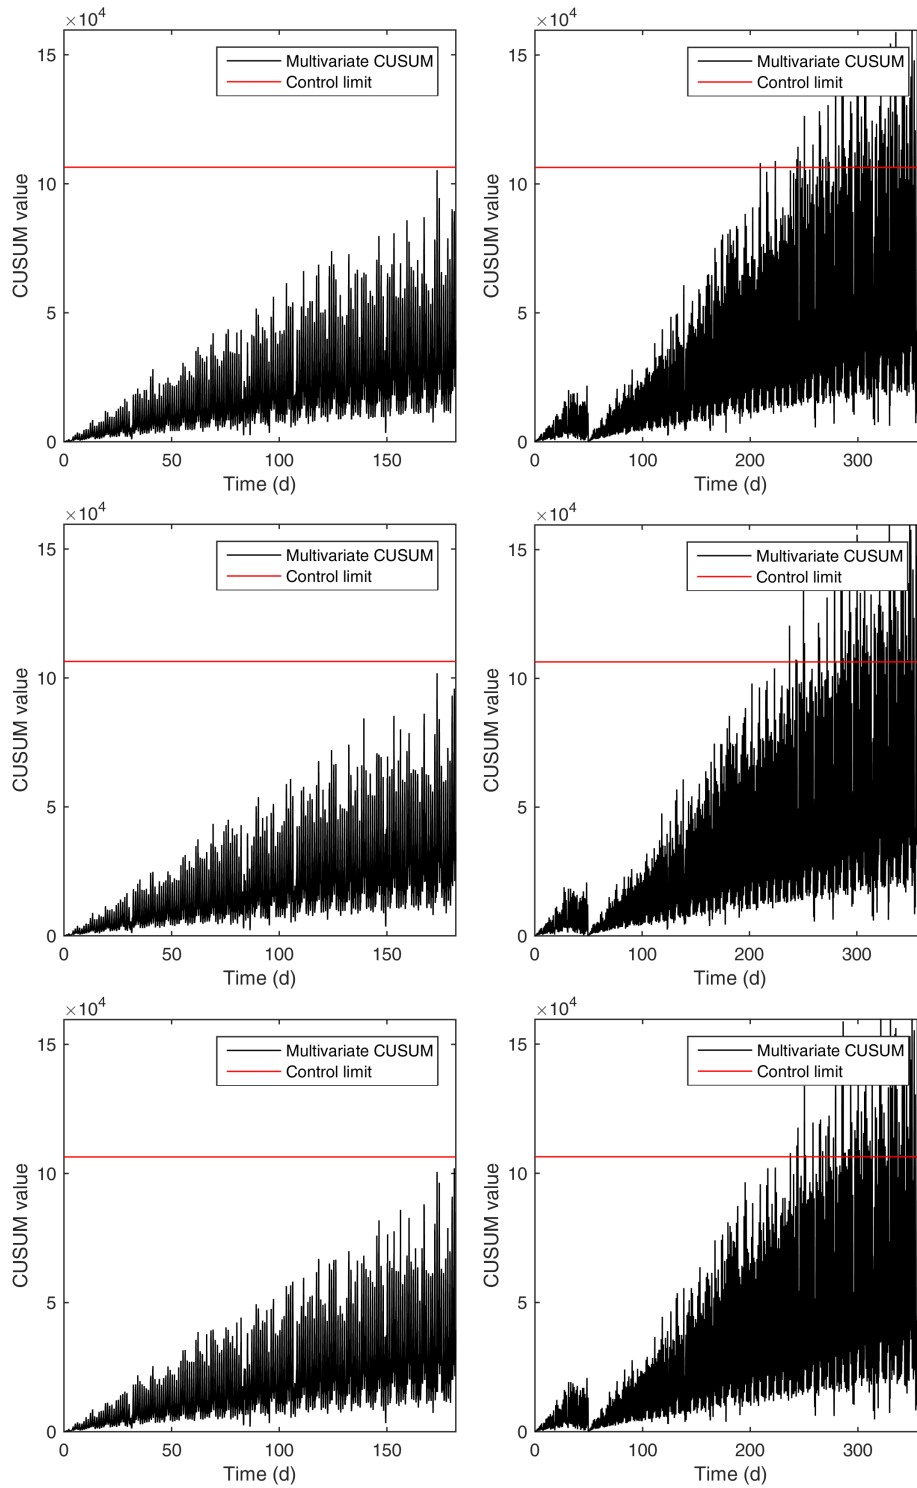 ×10^4
15
10
5
0
CUSUM value
Multivariate CUSUM
Control limit
0 50 100 150
Time (d)
×10^4
15
10
5
0
CUSUM value
Multivariate CUSUM
Control limit
0 100 200 300
Time (d)
×10^4
15
10
5
0
CUSUM value
Multivariate CUSUM
Control limit
0 50 100 150
Time (d)
×10^4
15
10
5
0
CUSUM value
Multivariate CUSUM
Control limit
0 100 200 300
Time (d)
×10^4
15
10
5
0
CUSUM value
Multivariate CUSUM
Control limit
0 50 100 150
Time (d)
×10^4
15
10
5
0
CUSUM value
Multivariate CUSUM
Control limit
0 100 200 300
Time (d)